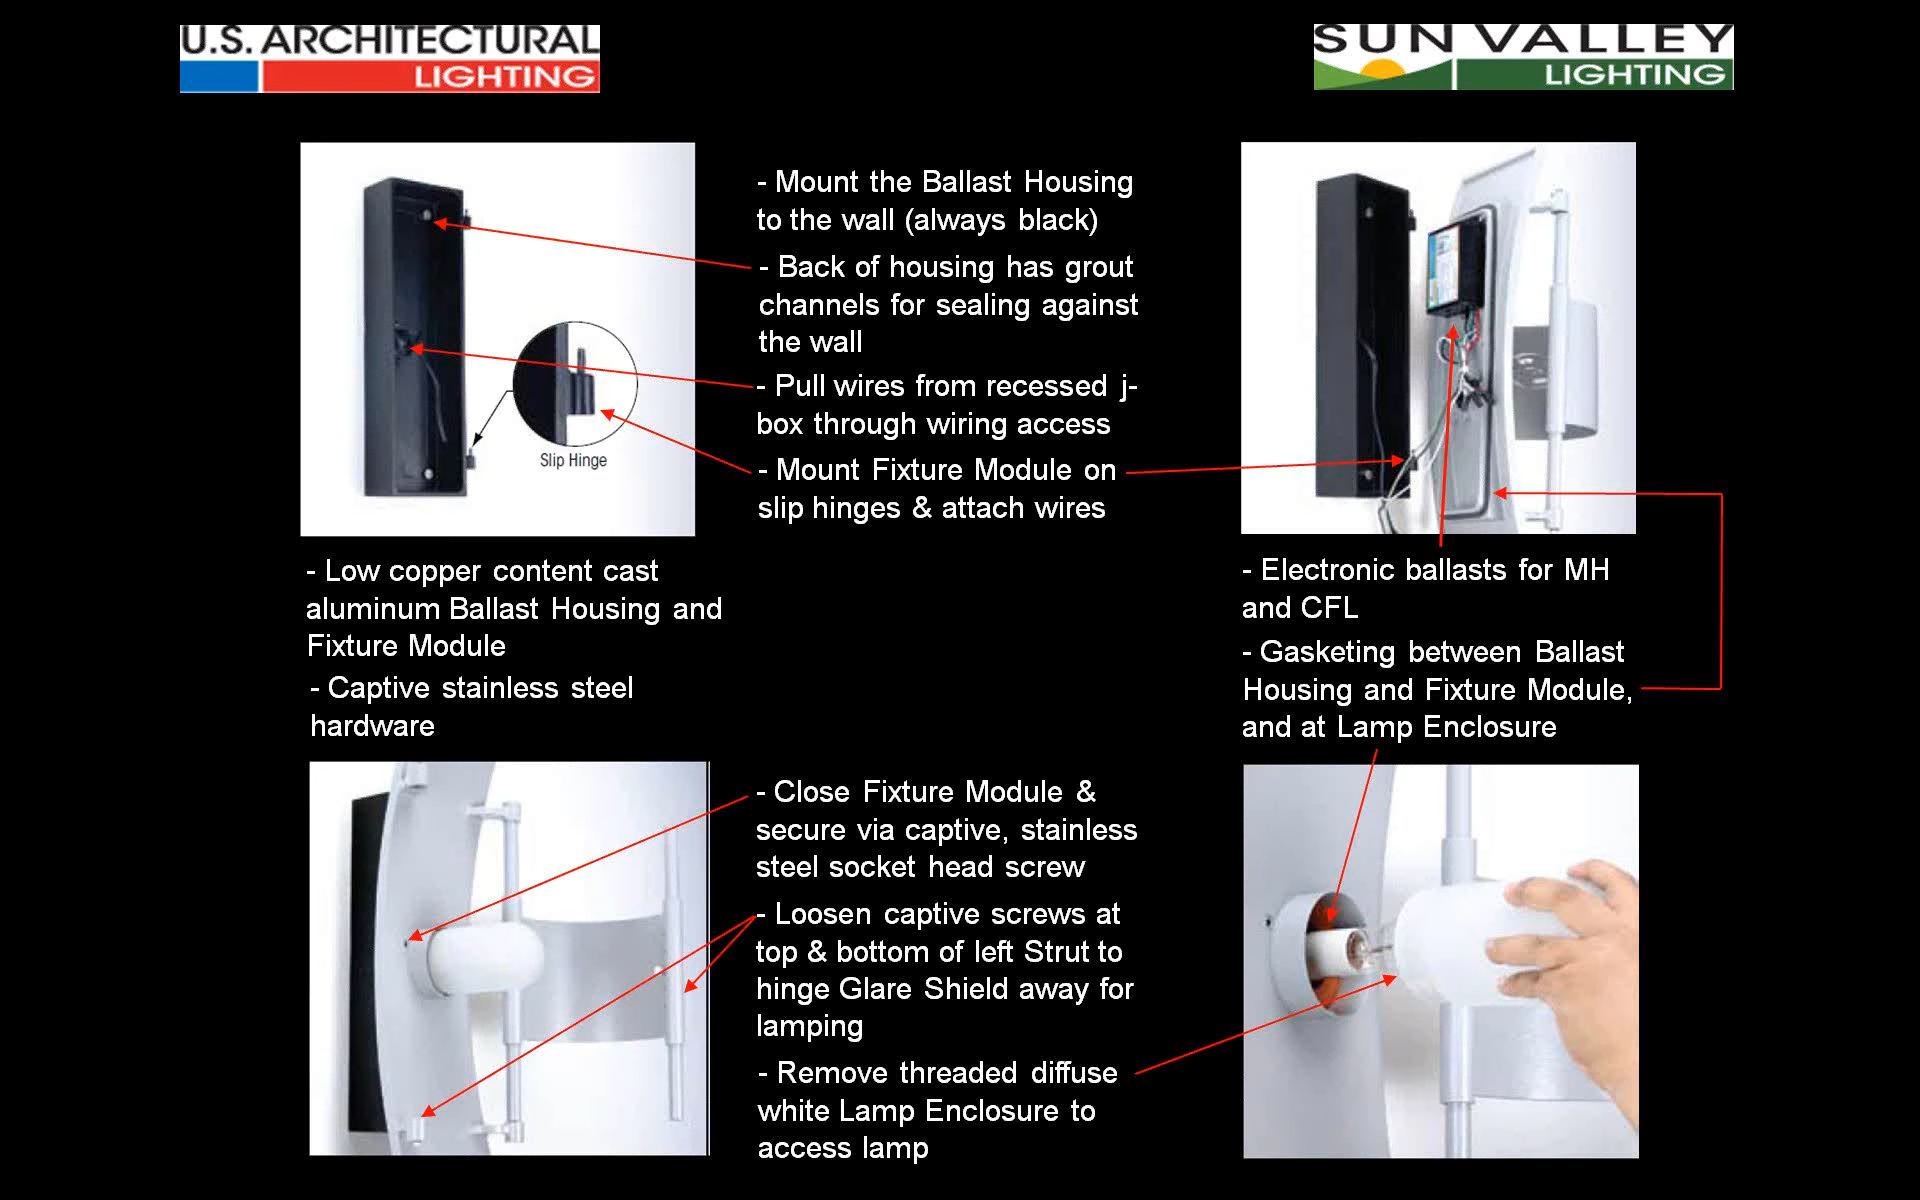 U.S. ARCHITECTURAL
LIGHTING
SUN VALLEY
LIGHTING
- Mount the Ballast Housing
to the wall (always black)
- Back of housing has grout
channels for sealing against
the wall
- Pull wires from recessed j-
box through wiring access
- Mount Fixture Module on
slip hinges & attach wires
Slip Hinge
- Low copper content cast
aluminum Ballast Housing and
Fixture Module
- Captive stainless steel
hardware
- Electronic ballasts for MH
and CFL
- Gasketing between Ballast
Housing and Fixture Module,
and at Lamp Enclosure
- Close Fixture Module &
secure via captive, stainless
steel socket head screw
- Loosen captive screws at
top & bottom of left Strut to
hinge Glare Shield away for
lamping
- Remove threaded diffuse
white Lamp Enclosure to
access lamp